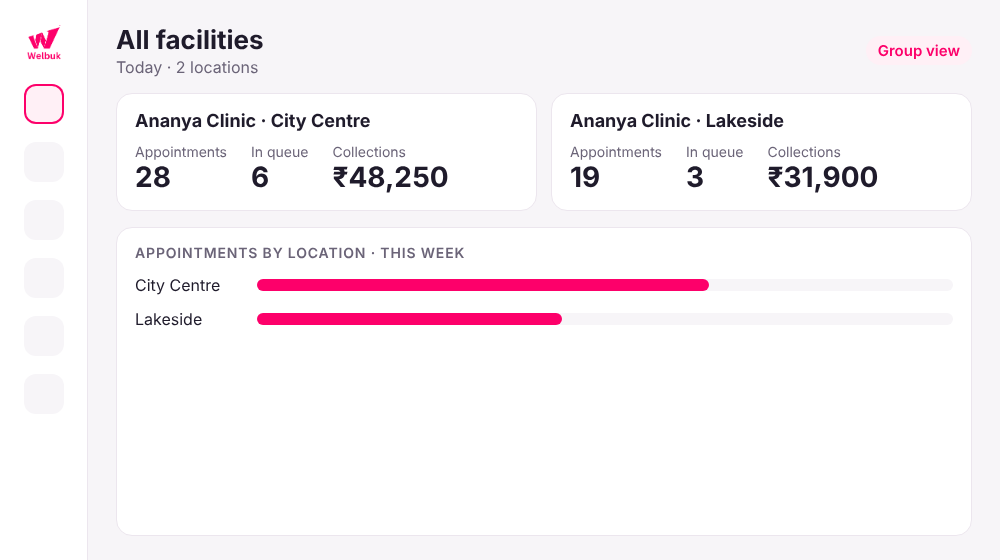 Welbuk
All facilities
Today · 2 locations
Group view
Ananya Clinic · City Centre
Appointments In queue Collections
28 6 ₹48,250
Ananya Clinic · Lakeside
Appointments In queue Collections
19 3 ₹31,900
APPOINTMENTS BY LOCATION · THIS WEEK
City Centre
Lakeside